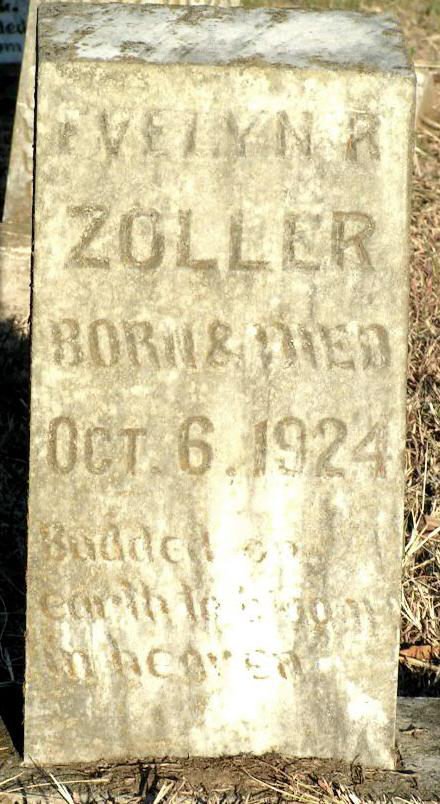 EVELYN R
ZOLLER
BORN & DIED
OCT. 6. 1924
Budded on
earth to bloom
in heaven